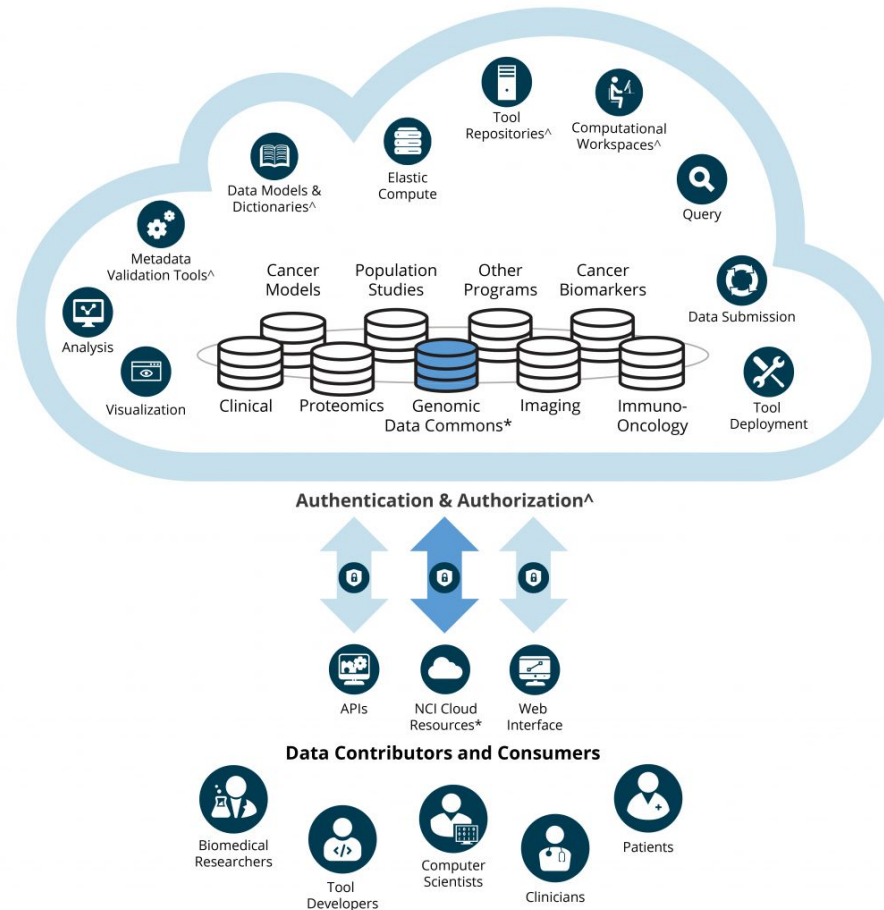 Tool
Repositories^
Computational
Workspaces^
Elastic
Compute
Data Models &
Dictionaries^
Query
Metadata
Validation Tools^
Cancer
Models
Population
Studies
Other
Programs
Cancer
Biomarkers
Data Submission
Analysis
Visualization
Clinical
Proteomics
Genomic
Data Commons*
Imaging
Immuno-
Oncology
Tool
Deployment
Authentication & Authorization^
APIs
NCI Cloud
Resources*
Web
Interface
Data Contributors and Consumers
Biomedical
Researchers
Tool
Developers
</>
Computer
Scientists
Clinicians
Patients